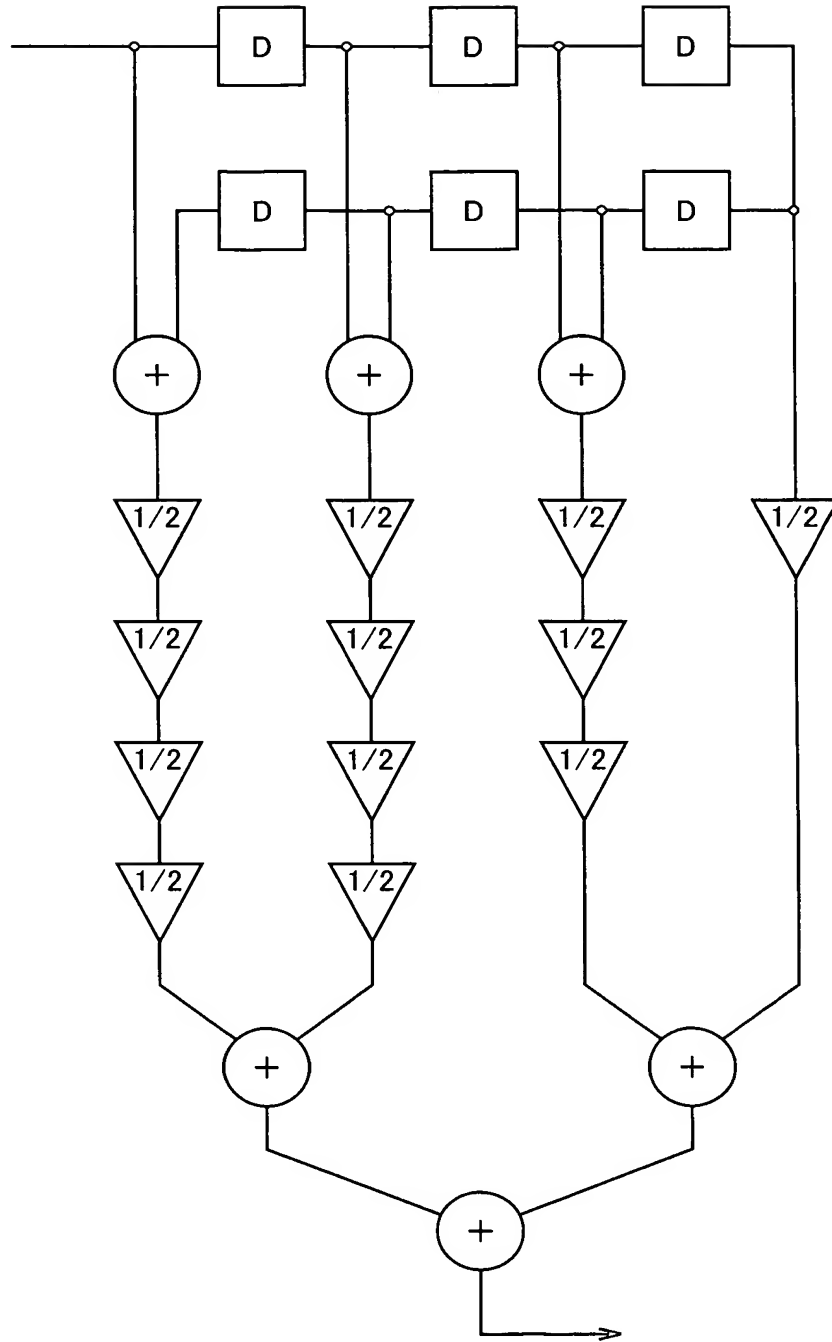 D D D
D D D
+ + +
1/2 1/2 1/2 1/2
1/2 1/2 1/2
1/2 1/2 1/2
1/2 1/2
+ +
+